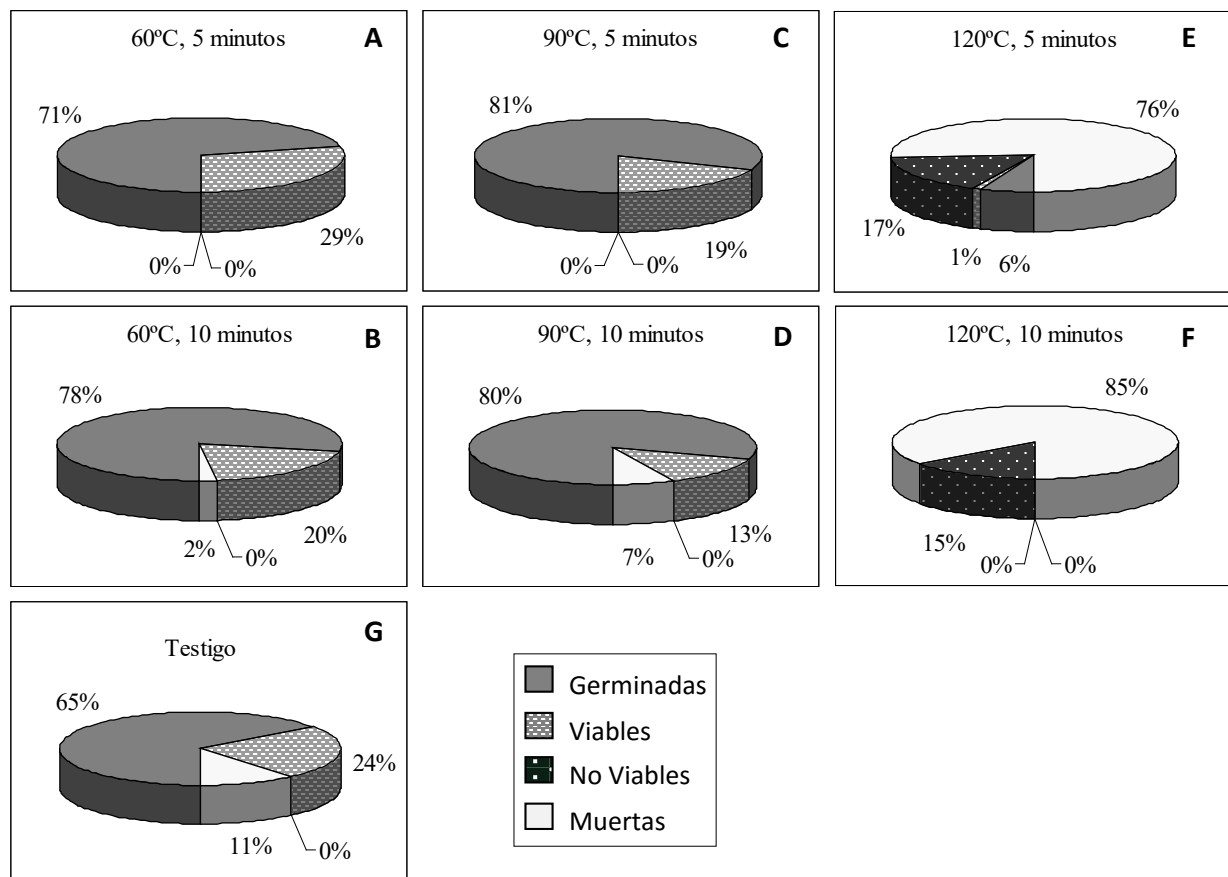 60ºC, 5 minutos
A
71%
29%
0%
0%
90ºC, 5 minutos
C
81%
19%
0%
0%
120ºC, 5 minutos
E
76%
17%
1%
6%
60ºC, 10 minutos
B
78%
20%
2%
0%
90ºC, 10 minutos
D
80%
13%
7%
0%
120ºC, 10 minutos
F
85%
15%
0%
0%
Testigo
G
65%
24%
11%
0%
Germinadas
Viables
No Viables
Muertas